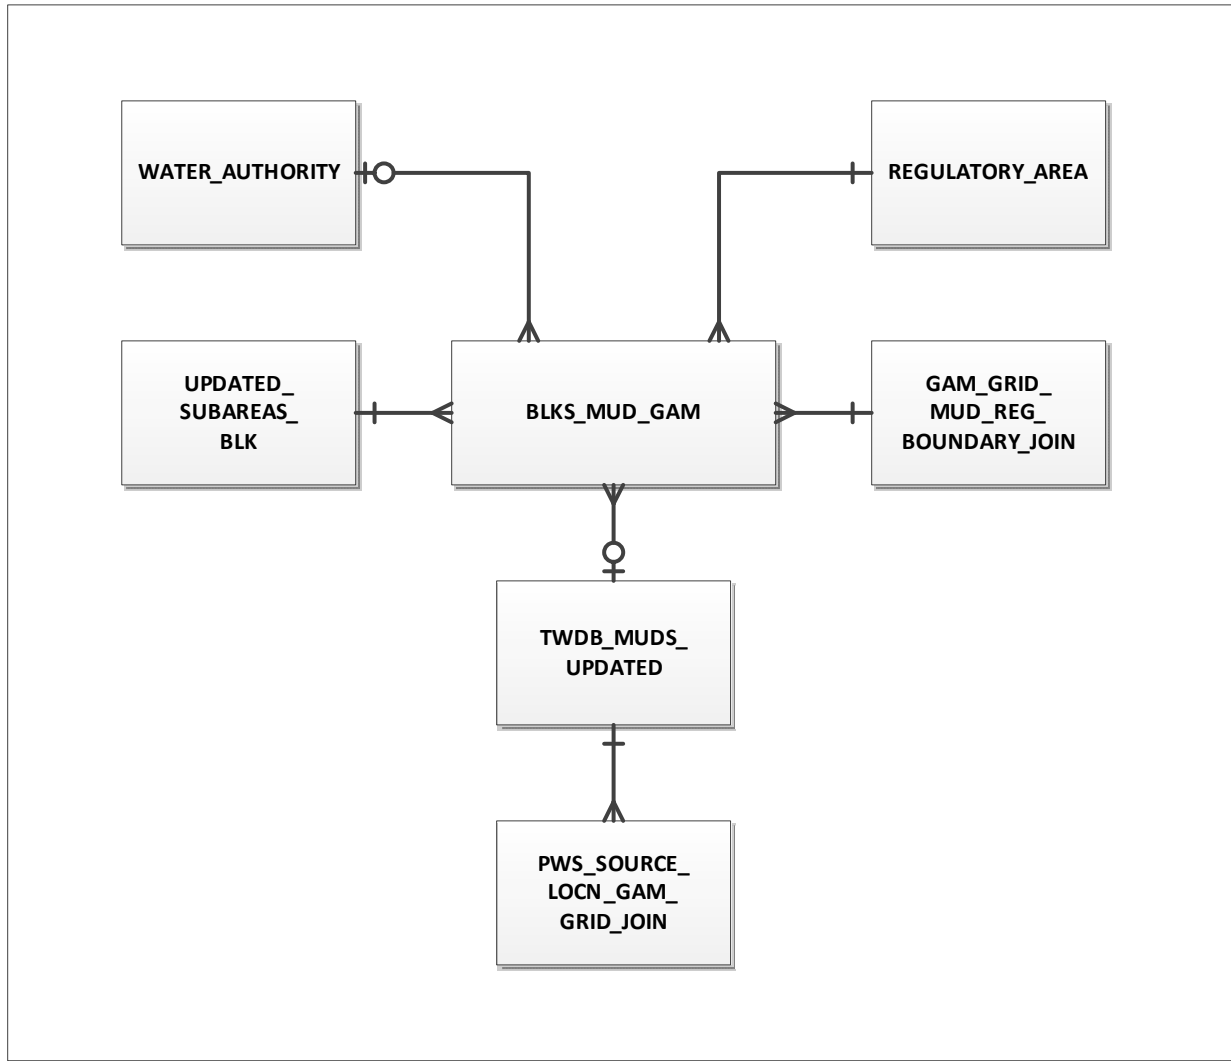 WATER_AUTHORITY
REGULATORY_AREA
UPDATED_
SUBAREAS_
BLK
BLKS_MUD_GAM
GAM_GRID_
MUD_REG_
BOUNDARY_JOIN
TWDB_MUDS_
UPDATED
PWS_SOURCE_
LOCN_GAM_
GRID_JOIN